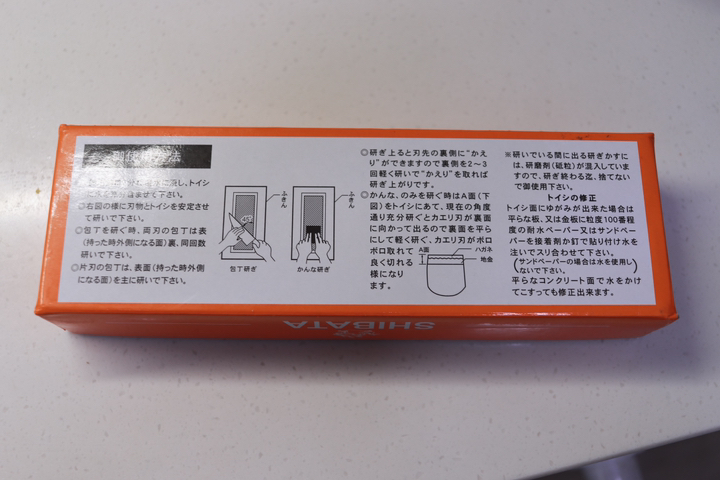 トイシ
さい。
◎右図の様に刃物とトイシを安定させ
て研いで下さい。
◎包丁を研ぐ時、両刃の包丁は表
(持った時外側になる面)裏、同回数
研いで下さい。
◎片刃の包丁は、表面(持った時外側
になる面)を主に研いで下さい。
ふきん
包丁研ぎ
ふきん
かんな研ぎ
◎研ぎ上ると刃先の裏側に“かえ
り”ができますので裏側を2～3
回軽く研いで“かえり”を取れば
研ぎ上がりです。
◎かんな、のみを研ぐ時はA面(下
図)をトイシにあて、現在の角度
通り充分研ぐとカエリ刃が裏面
に向かって出るので裏面を平ら
にして軽く研ぐ、カエリ刃がボロ
ボロ取れて
良く切れる
様になり
ます。
A面
ハガネ
地金
※研いでいる間に出る研ぎかすに
は、研磨剤(砥粒)が混入していま
すので、研ぎ終わる迄、捨てない
で御使用下さい。
トイシの修正
トイシ面にゆがみが出来た場合は
平らな板、又は金板に粒度100番程
度の耐水ペーパー又はサンドペ
ーパーを接着剤か釘で貼り付け水を
注いでスリ合わせて下さい。
(サンドペーパーの場合は水を使用し
ないで下さい。)
平らなコンクリート面で水をかけ
てこすっても修正出来ます。
SHIBATA